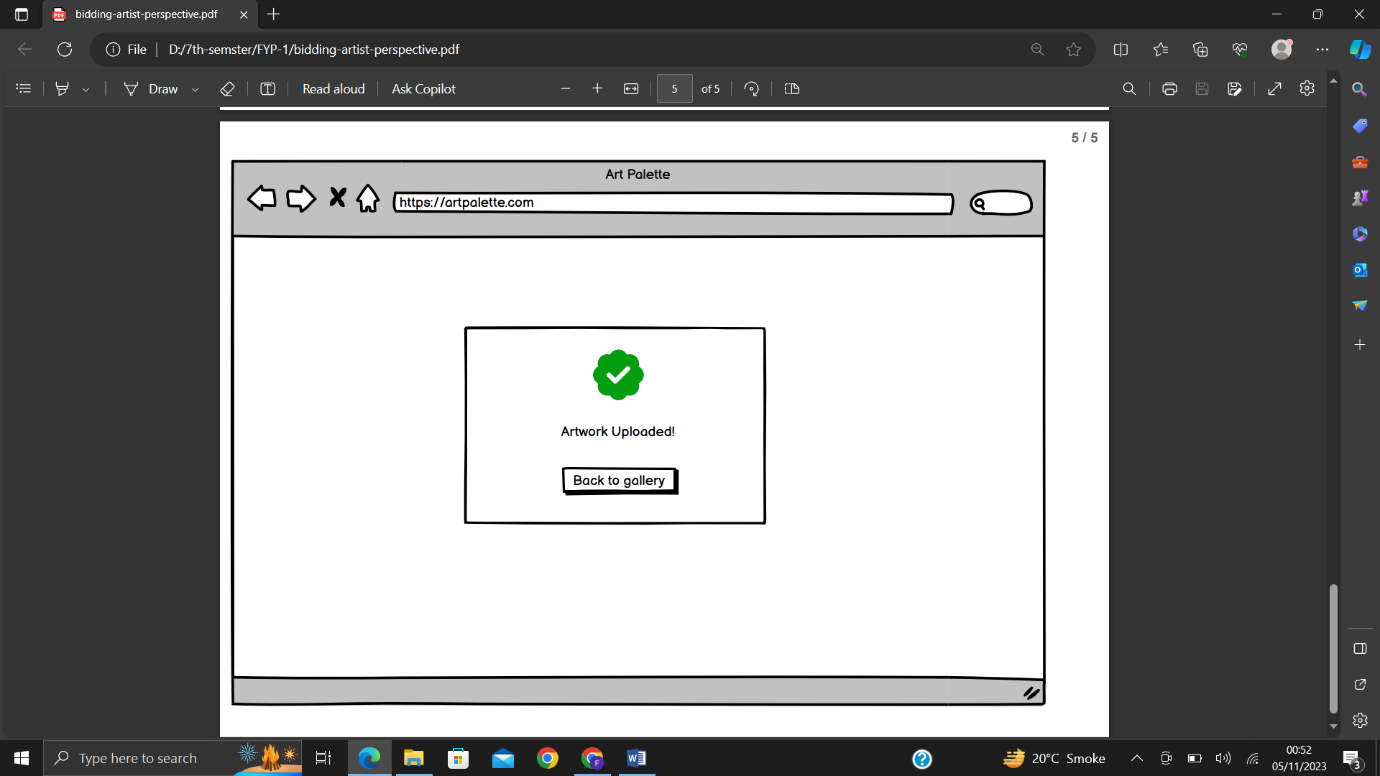 bidding-artist-perspective.pdf
File D:/7th-semster/FYP-1/bidding-artist-perspective.pdf
Draw Read aloud Ask Copilot 5 of 5
5 / 5
Art Palette
https://artpalette.com
Artwork Uploaded!
Back to gallery
Type here to search
20°C Smoke
00:52
05/11/2023
3